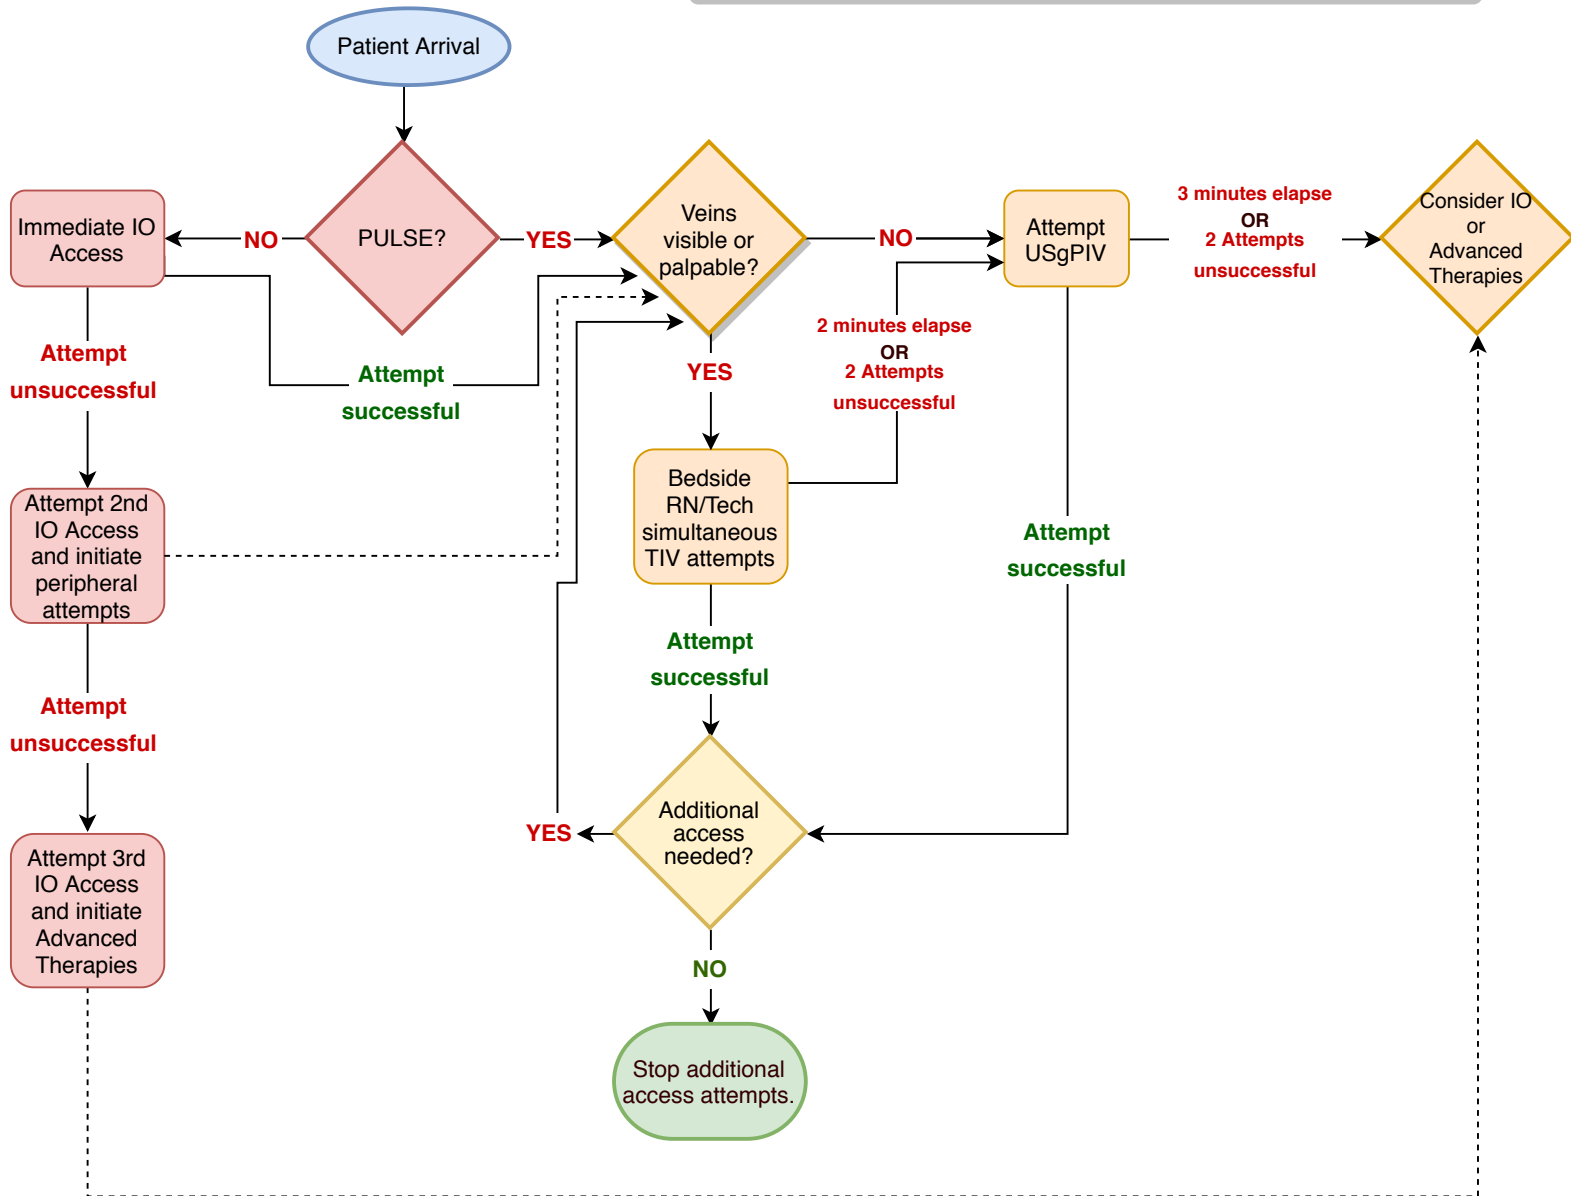 Patient Arrival
PULSE?
NO
YES
Immediate IO
Access
Veins
visible or
palpable?
NO
Attempt
USgPIV
3 minutes elapse
OR
2 Attempts
unsuccessful
Consider IO
or
Advanced
Therapies
Attempt
unsuccessful
Attempt
successful
YES
2 minutes elapse
OR
2 Attempts
unsuccessful
Attempt 2nd
IO Access
and initiate
peripheral
attempts
Bedside
RN/Tech
simultaneous
TIV attempts
Attempt
successful
Attempt
successful
Attempt
unsuccessful
Attempt 3rd
IO Access
and initiate
Advanced
Therapies
YES
Additional
access
needed?
NO
Stop additional
access attempts.